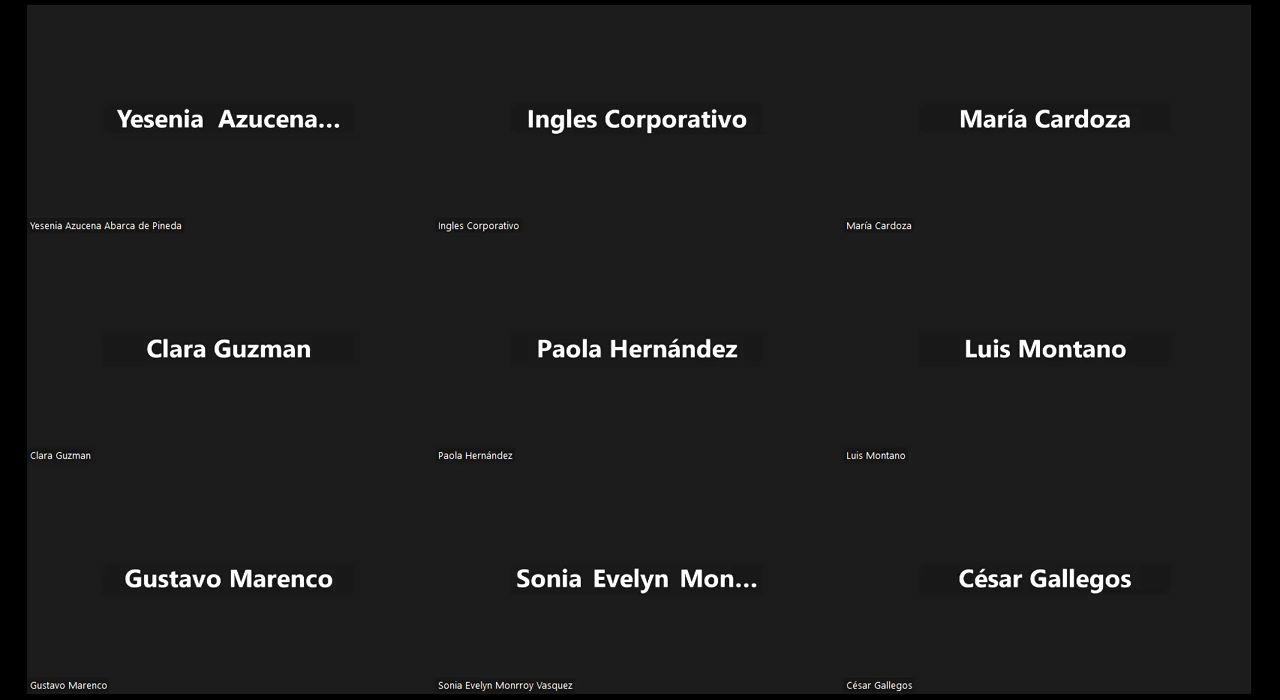 Yesenia Azucena...
Ingles Corporativo
María Cardoza
Yesenia Azucena Abarca de Pineda
Ingles Corporativo
María Cardoza
Clara Guzman
Paola Hernández
Luis Montano
Clara Guzman
Paola Hernández
Luis Montano
Gustavo Marenco
Sonia Evelyn Mon...
César Gallegos
Gustavo Marenco
Sonia Evelyn Monrroy Vasquez
César Gallegos